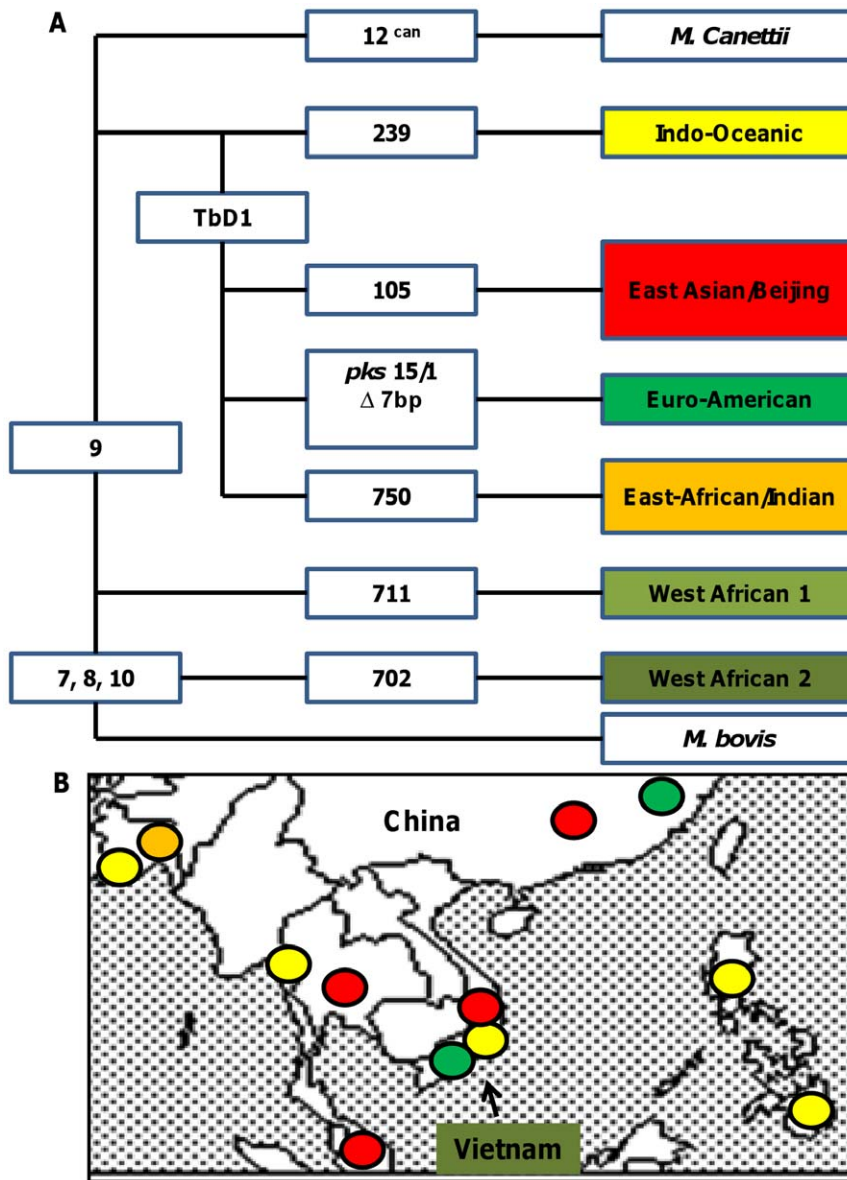 A
12 can
M. Canettii
239
Indo-Oceanic
TbD1
105
East Asian/Beijing
pks 15/1
Δ 7bp
Euro-American
9
750
East-African/Indian
711
West African 1
7, 8, 10
702
West African 2
M. bovis
B
China
Vietnam